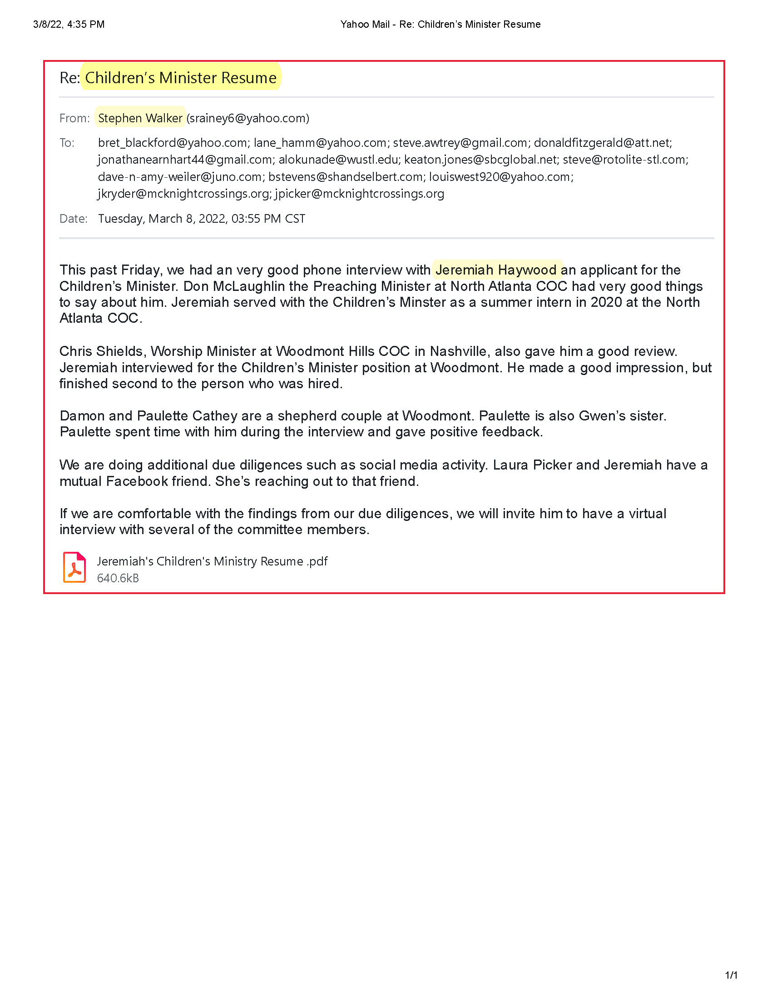 3/8/22, 4:35 PM Yahoo Mail - Re: Children’s Minister Resume
Re: Children’s Minister Resume
From: Stephen Walker (srainey6@yahoo.com)
To: bret_blackford@yahoo.com; lane_hamm@yahoo.com; steve.awtrey@gmail.com; donaldfitzgerald@att.net;
jonathanearnhart44@gmail.com; alokunade@wustl.edu; keaton.jones@sbcglobal.net; steve@rotolite-stl.com;
dave-n-amy-weiler@juno.com; bstevens@shandselbert.com; louiswest920@yahoo.com;
jkryder@mcknightcrossings.org; jpicker@mcknightcrossings.org
Date: Tuesday, March 8, 2022, 03:55 PM CST
This past Friday, we had an very good phone interview with Jeremiah Haywood an applicant for the
Children’s Minister. Don McLaughlin the Preaching Minister at North Atlanta COC had very good things
to say about him. Jeremiah served with the Children’s Minster as a summer intern in 2020 at the North
Atlanta COC.
Chris Shields, Worship Minister at Woodmont Hills COC in Nashville, also gave him a good review.
Jeremiah interviewed for the Children’s Minister position at Woodmont. He made a good impression, but
finished second to the person who was hired.
Damon and Paulette Cathey are a shepherd couple at Woodmont. Paulette is also Gwen’s sister.
Paulette spent time with him during the interview and gave positive feedback.
We are doing additional due diligences such as social media activity. Laura Picker and Jeremiah have a
mutual Facebook friend. She’s reaching out to that friend.
If we are comfortable with the findings from our due diligences, we will invite him to have a virtual
interview with several of the committee members.
Jeremiah's Children's Ministry Resume .pdf
640.6kB
1/1